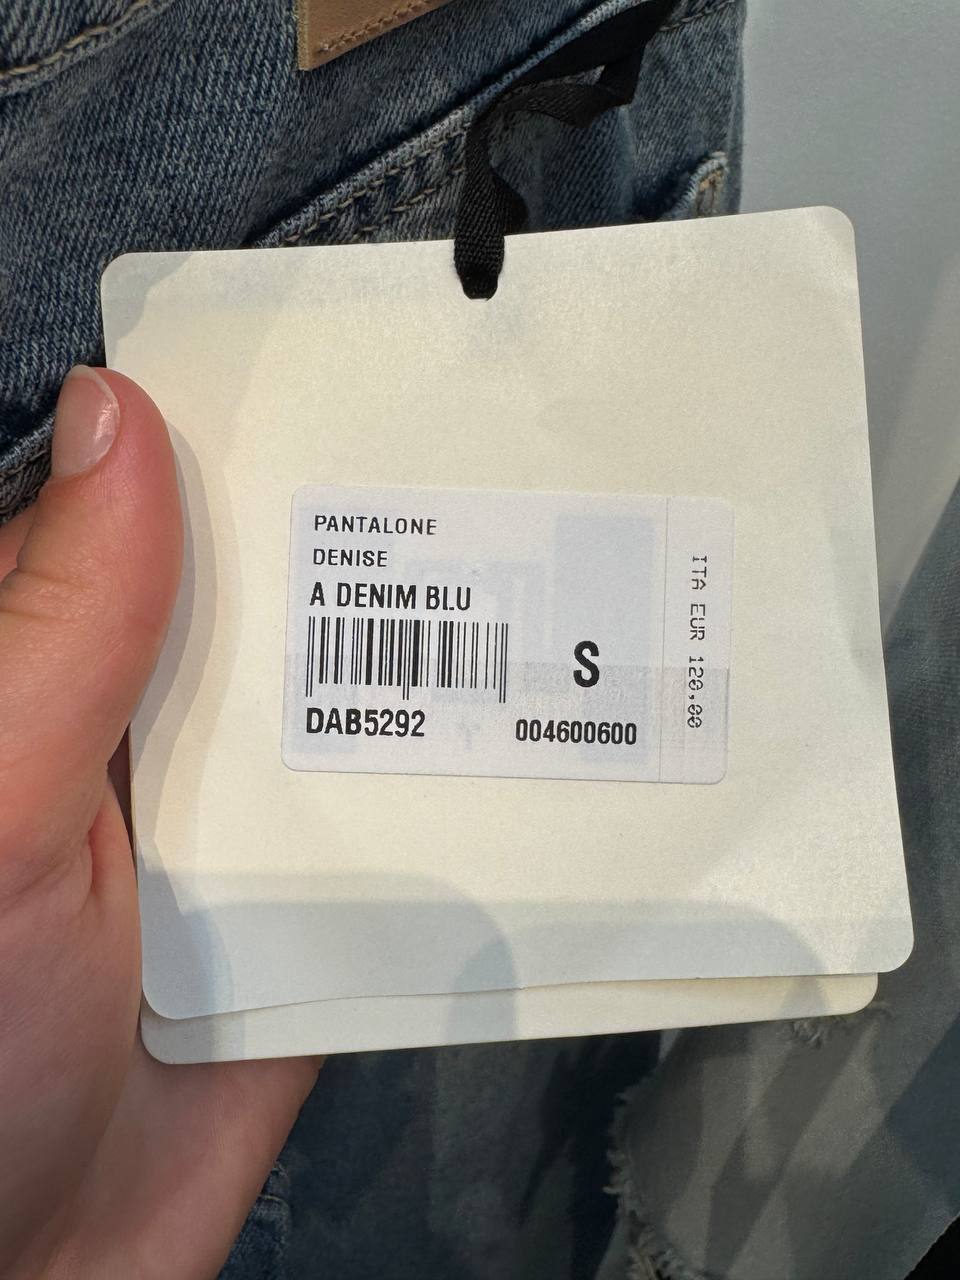 PANTALONE
DENISE
A DENIM BLU
S
DAB5292
004600600
ITA EUR 120,00